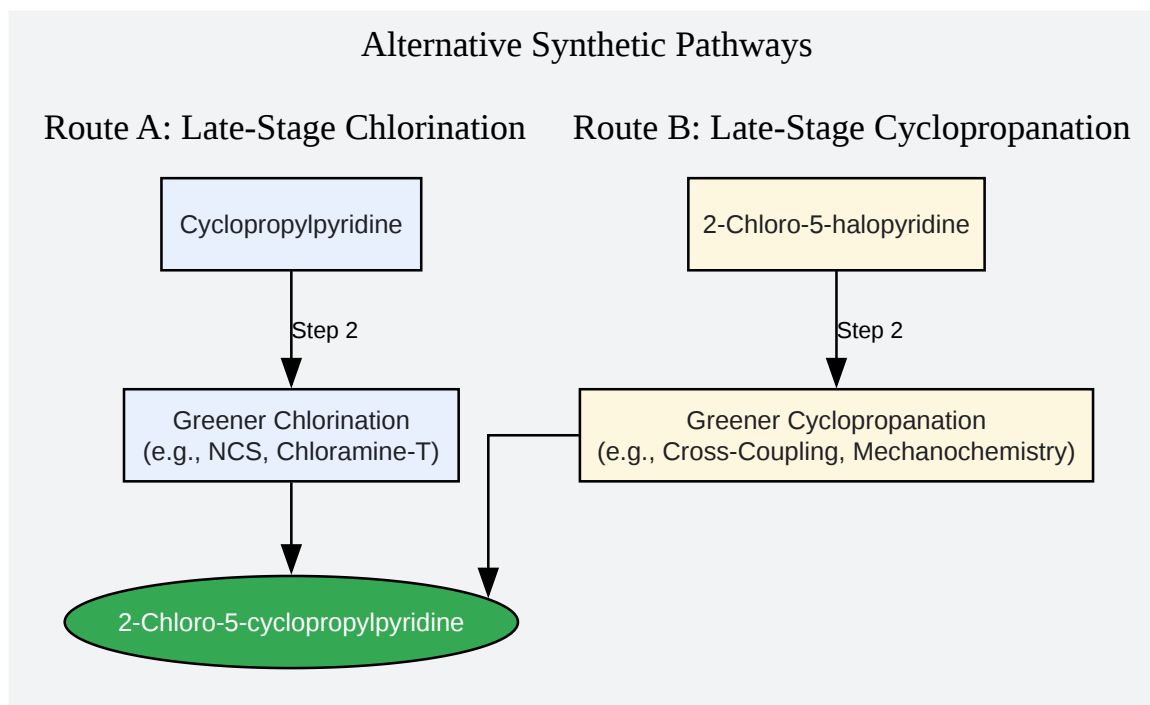 Alternative Synthetic Pathways
Route A: Late-Stage Chlorination
Route B: Late-Stage Cyclopropanation
Cyclopropylpyridine
2-Chloro-5-halopyridine
Step 2
Step 2
Greener Chlorination
(e.g., NCS, Chloramine-T)
Greener Cyclopropanation
(e.g., Cross-Coupling, Mechanochemistry)
2-Chloro-5-cyclopropylpyridine